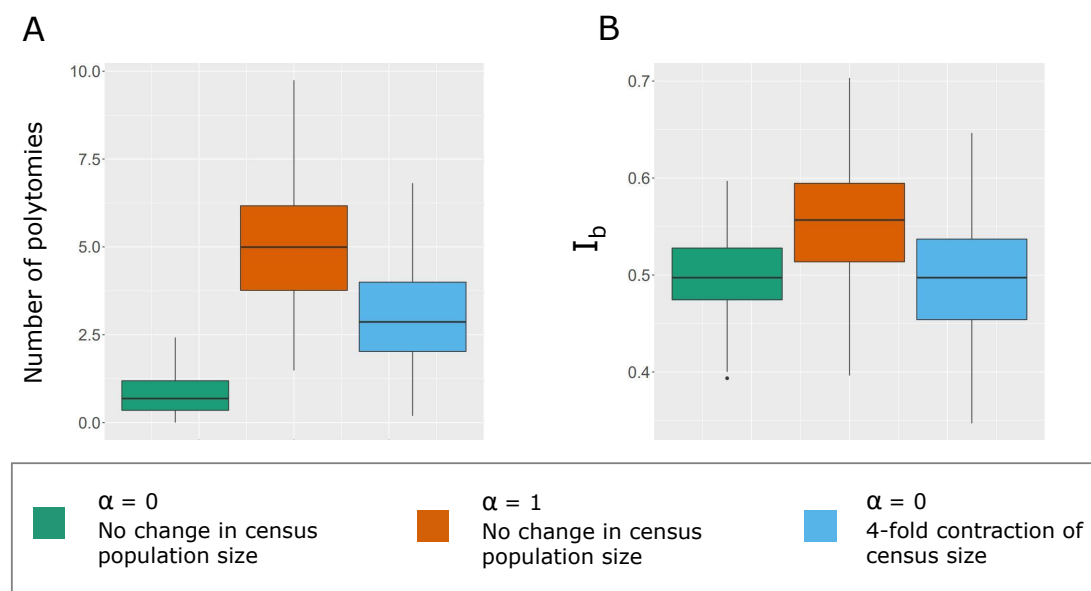 A
Number of polytomies
10.0
7.5
5.0
2.5
0.0
B
I_b
0.7
0.6
0.5
0.4
α = 0
No change in census
population size
α = 1
No change in census
population size
α = 0
4-fold contraction of
census size